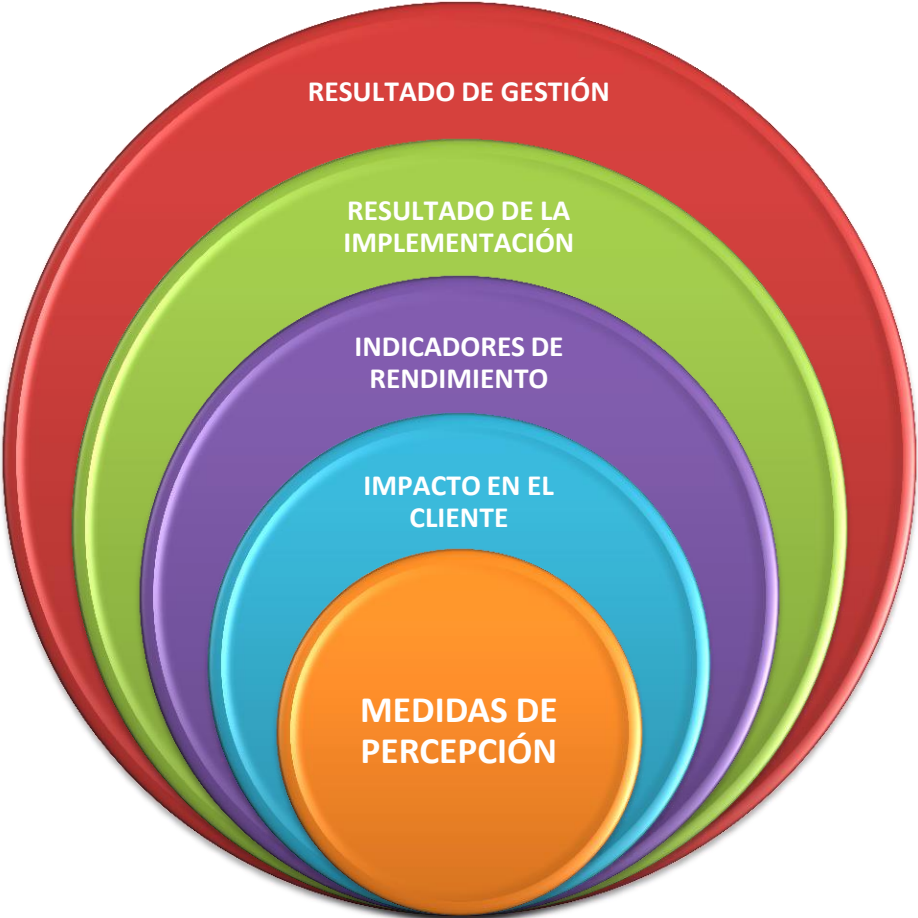 RESULTADO DE GESTIÓN
RESULTADO DE LA
IMPLEMENTACIÓN
INDICADORES DE
RENDIMIENTO
IMPACTO EN EL
CLIENTE
MEDIDAS DE
PERCEPCIÓN